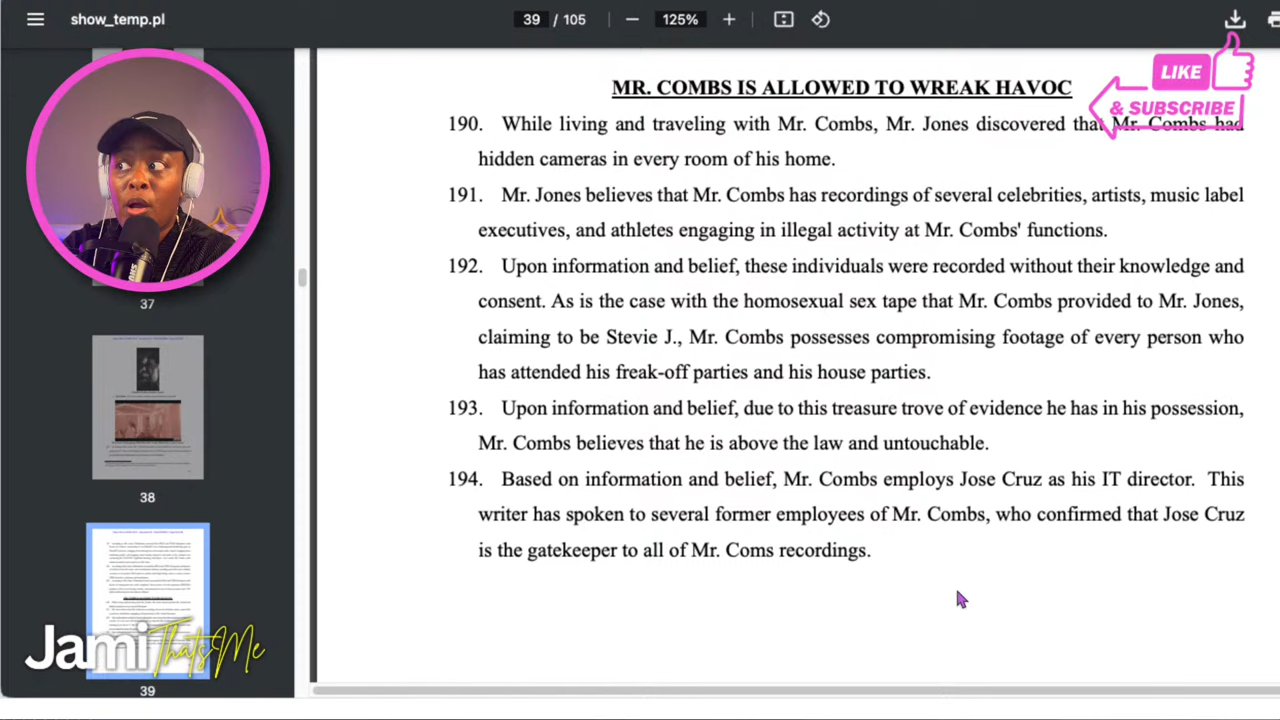 show_temp.pl
39 / 105
125%
LIKE
& SUBSCRIBE
MR. COMBS IS ALLOWED TO WREAK HAVOC
190. While living and traveling with Mr. Combs, Mr. Jones discovered that Mr. Combs had
hidden cameras in every room of his home.
191. Mr. Jones believes that Mr. Combs has recordings of several celebrities, artists, music label
executives, and athletes engaging in illegal activity at Mr. Combs' functions.
192. Upon information and belief, these individuals were recorded without their knowledge and
consent. As is the case with the homosexual sex tape that Mr. Combs provided to Mr. Jones,
claiming to be Stevie J., Mr. Combs possesses compromising footage of every person who
has attended his freak-off parties and his house parties.
193. Upon information and belief, due to this treasure trove of evidence he has in his possession,
Mr. Combs believes that he is above the law and untouchable.
194. Based on information and belief, Mr. Combs employs Jose Cruz as his IT director. This
writer has spoken to several former employees of Mr. Combs, who confirmed that Jose Cruz
is the gatekeeper to all of Mr. Coms recordings.
37
38
39
Jami ThatsMe